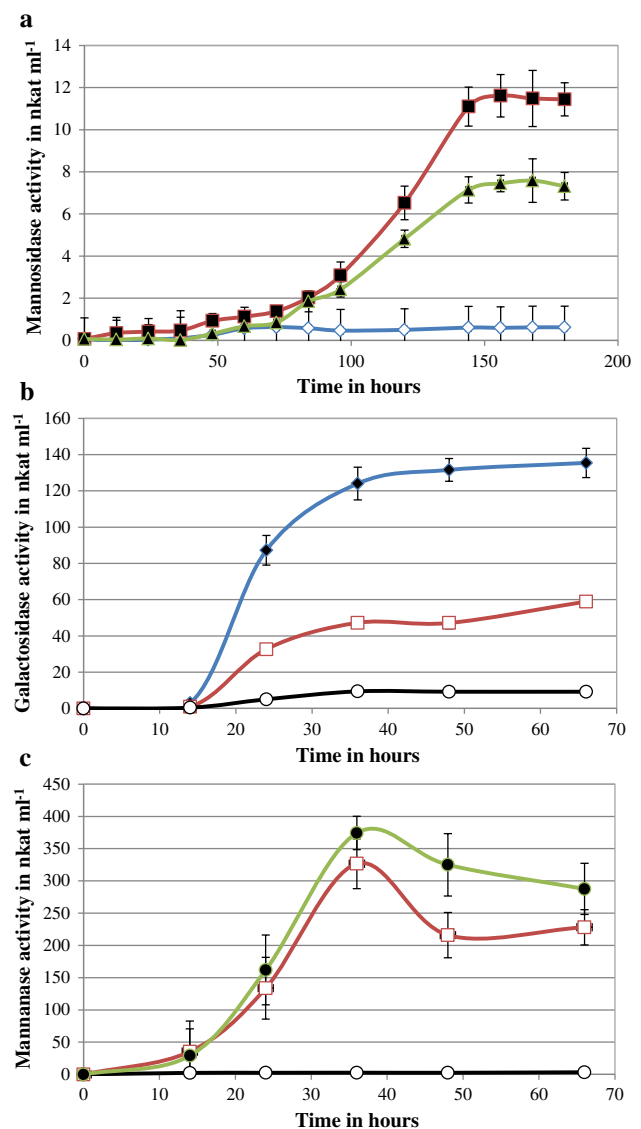 a
Mannosidase activity in nkat ml-1
14
12
10
8
6
4
2
0
0 50 100 150 200
Time in hours
b
Galactosidase activity in nkat ml-1
160
140
120
100
80
60
40
20
0
0 10 20 30 40 50 60 70
Time in hours
c
Mannanase activity in nkat ml-1
450
400
350
300
250
200
150
100
50
0
0 10 20 30 40 50 60 70
Time in hours